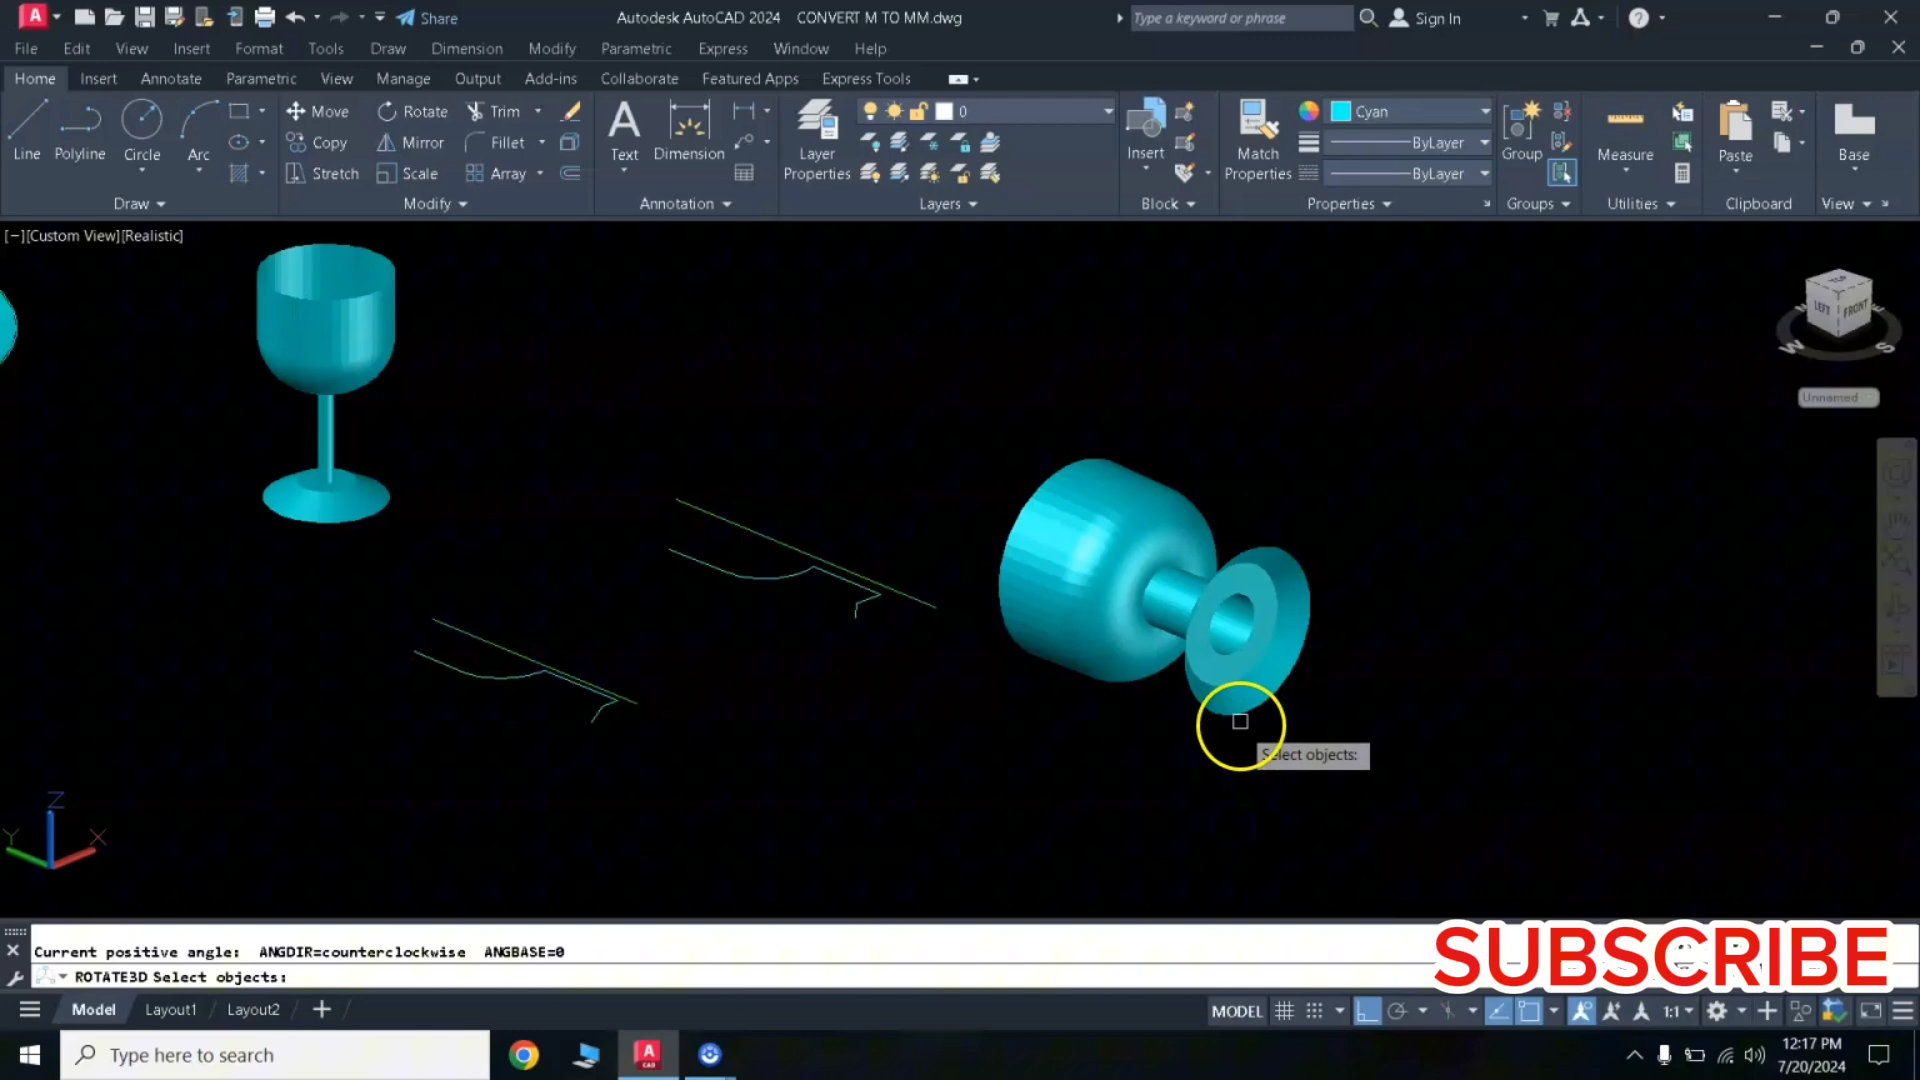 Share
Autodesk AutoCAD 2024 CONVERT M TO MM.dwg
Type a keyword or phrase
Sign In
File Edit View Insert Format Tools Draw Dimension Modify Parametric Express Window Help
Home Insert Annotate Parametric View Manage Output Add-ins Collaborate Featured Apps Express Tools
Move Rotate Trim 0 Cyan
Line Polyline Circle Arc Copy Mirror Fillet Text Dimension Layer Properties Insert Match Properties ByLayer Group Measure Paste Base
Stretch Scale Array ByLayer
Draw Modify Annotation Layers Block Properties Groups Utilities Clipboard View
[−][Custom View][Realistic]
TOP
LEFT FRONT
W S
Unnamed
Select objects:
Z
Y X
Current positive angle: ANGDIR=counterclockwise ANGBASE=0
ROTATE3D Select objects:
SUBSCRIBE
Model Layout1 Layout2 MODEL 1:1
Type here to search
12:17 PM
7/20/2024